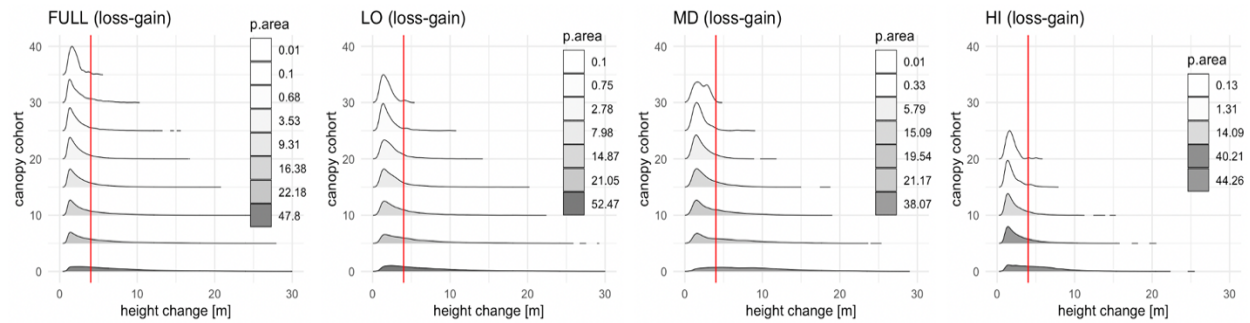 FULL (loss-gain)
p.area
0.01
0.1
0.68
3.53
9.31
16.38
22.18
47.8
40
30
20
10
0
canopy cohort
0 10 20 30
height change [m]
LO (loss-gain)
p.area
0.1
0.75
2.78
7.98
14.87
21.05
52.47
40
30
20
10
0
canopy cohort
0 10 20 30
height change [m]
MD (loss-gain)
p.area
0.01
0.33
5.79
15.09
19.54
21.17
38.07
40
30
20
10
0
canopy cohort
0 10 20 30
height change [m]
HI (loss-gain)
p.area
0.13
1.31
14.09
40.21
44.26
40
30
20
10
0
canopy cohort
0 10 20 30
height change [m]